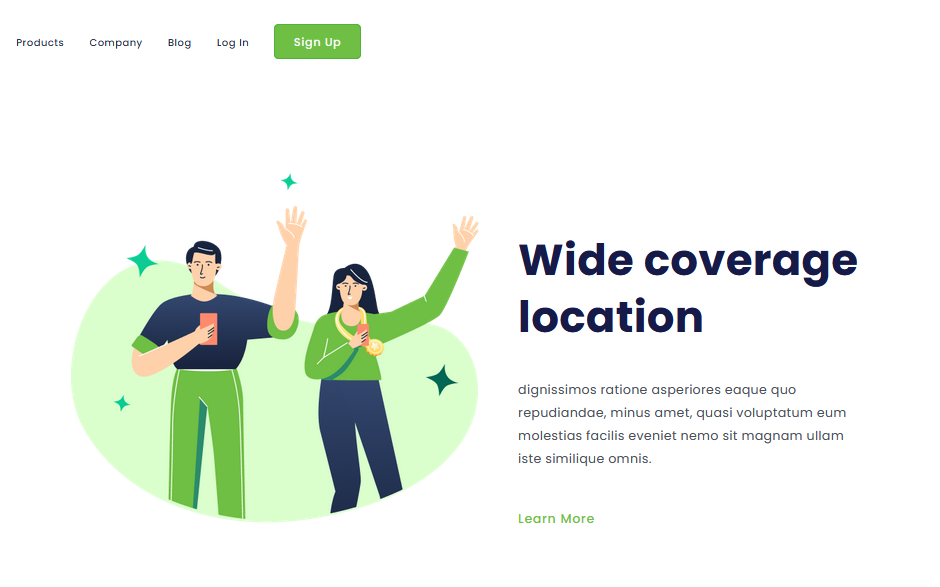 Products Company Blog Log In Sign Up
Wide coverage
location
dignissimos ratione asperiores eaque quo
repudiandae, minus amet, quasi voluptatum eum
molestias facilis eveniet nemo sit magnam ullam
iste similique omnis.
Learn More